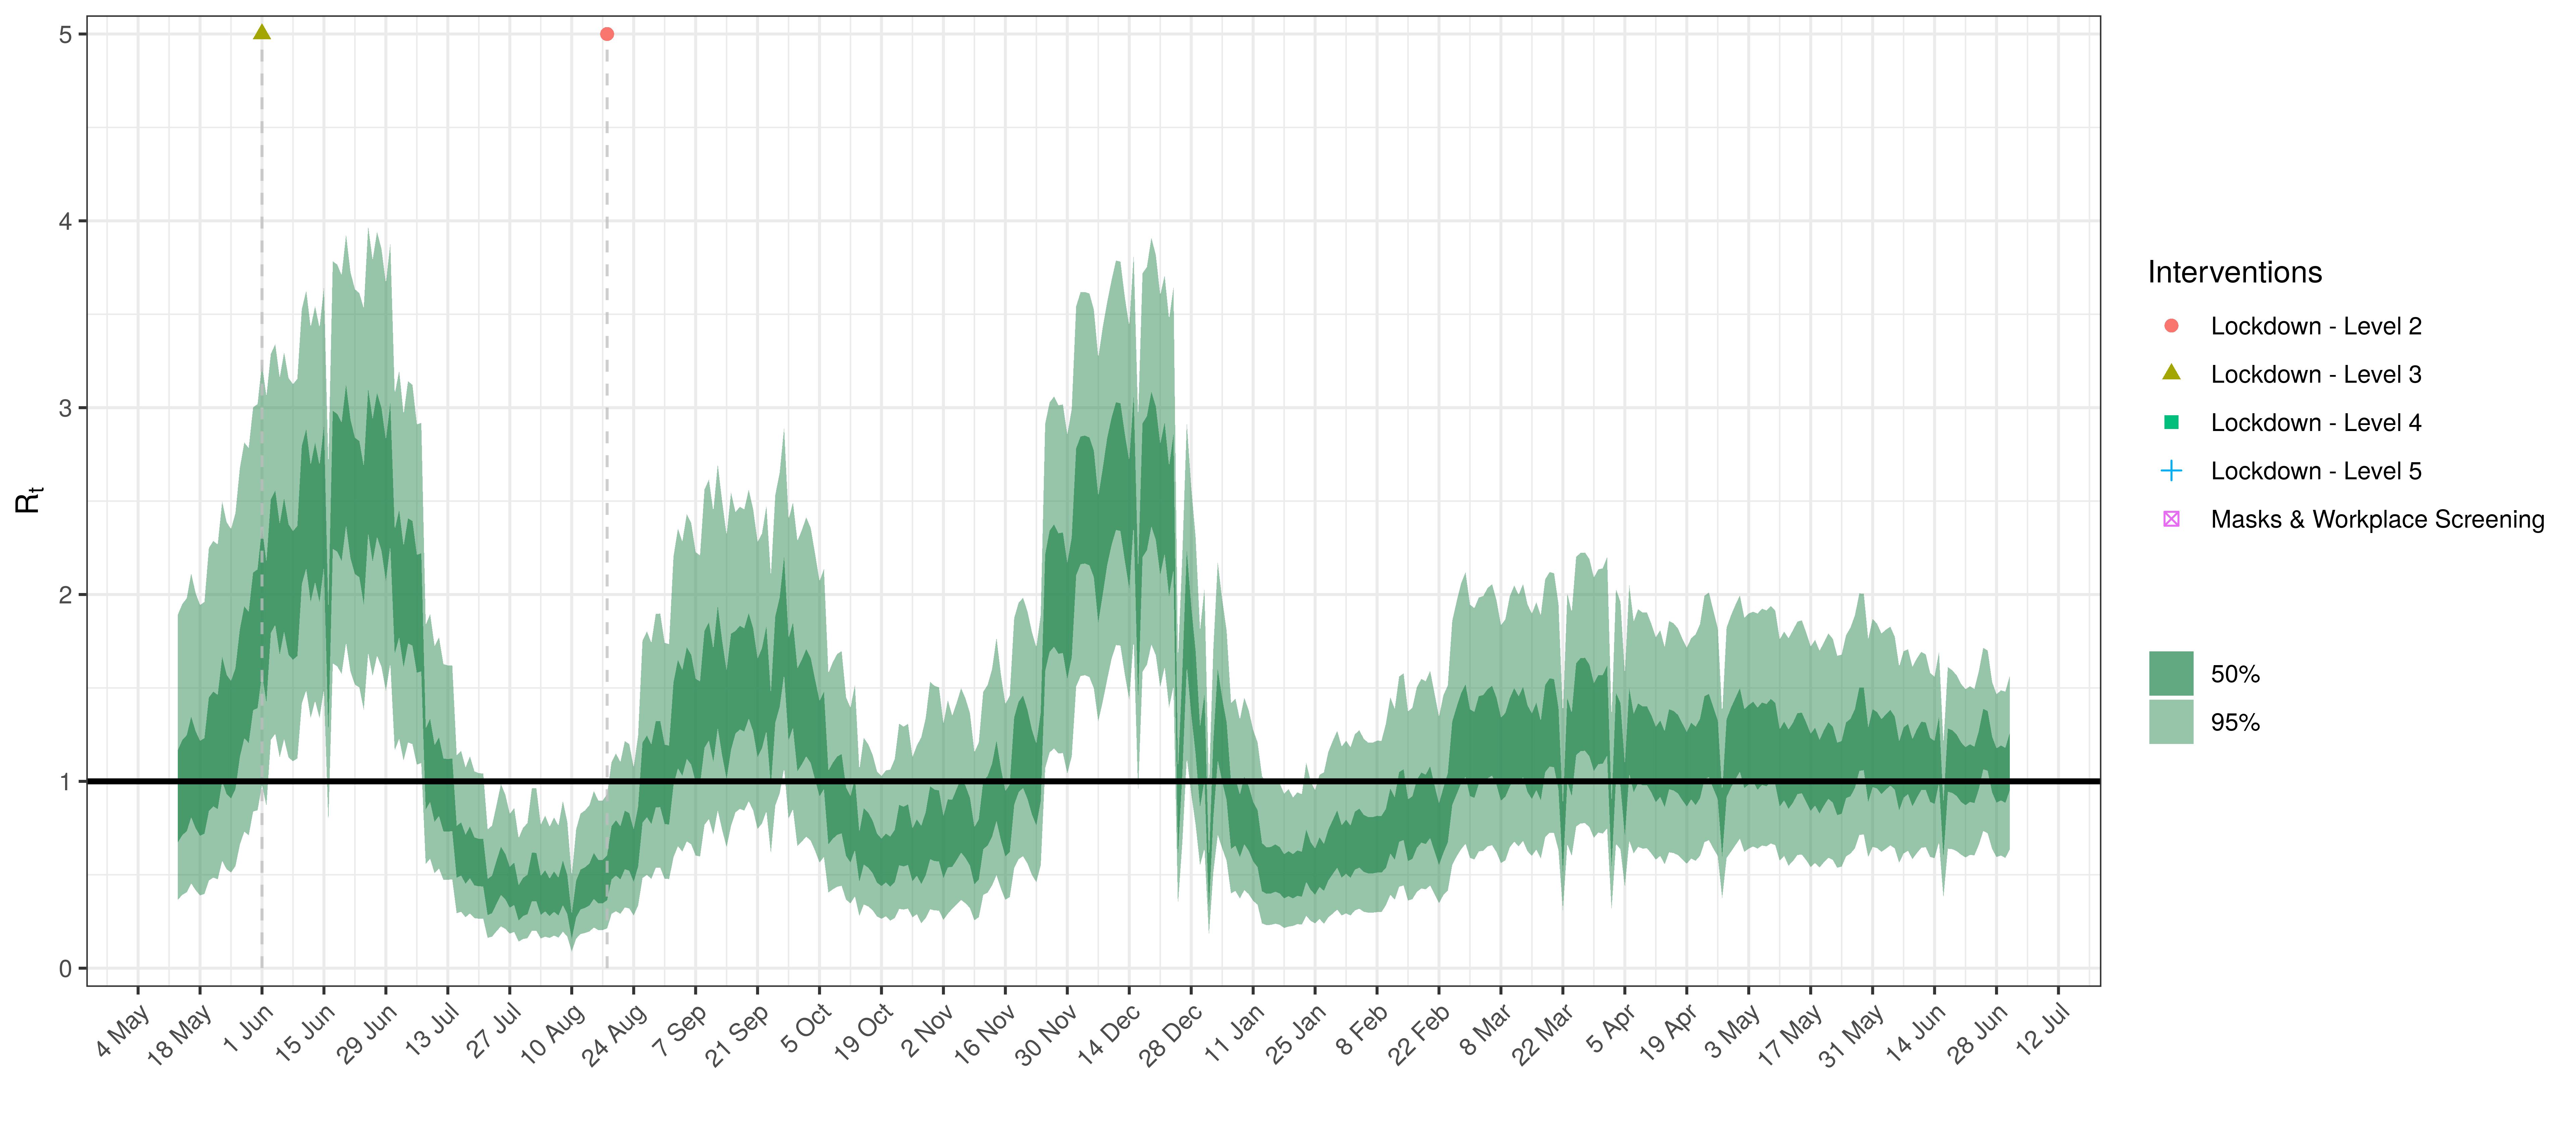 5
4
3
2
1
0
Rt
4 May
18 May
1 Jun
15 Jun
29 Jun
13 Jul
27 Jul
10 Aug
24 Aug
7 Sep
21 Sep
5 Oct
19 Oct
2 Nov
16 Nov
30 Nov
14 Dec
28 Dec
11 Jan
25 Jan
8 Feb
22 Feb
8 Mar
22 Mar
5 Apr
19 Apr
3 May
17 May
31 May
14 Jun
28 Jun
12 Jul
Interventions
Lockdown - Level 2
Lockdown - Level 3
Lockdown - Level 4
Lockdown - Level 5
Masks & Workplace Screening
50%
95%